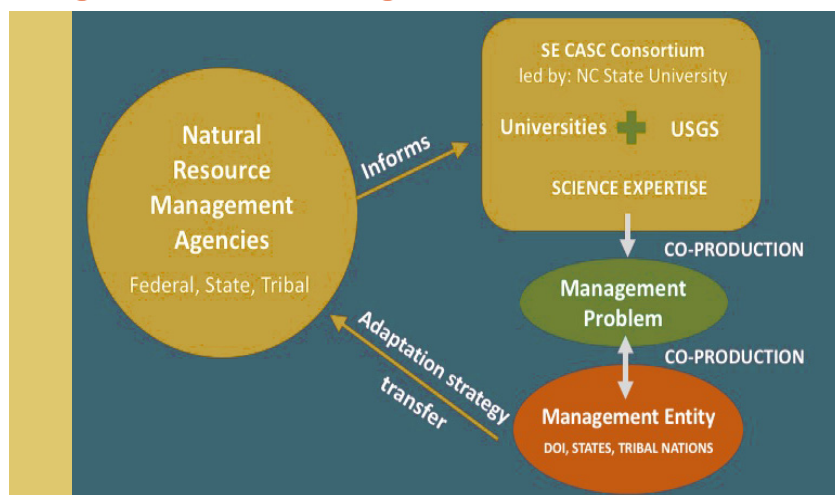 Natural
Resource
Management
Agencies
Federal, State, Tribal
Informs
SE CASC Consortium
led by: NC State University
Universities
USGS
SCIENCE EXPERTISE
CO-PRODUCTION
Management
Problem
CO-PRODUCTION
Management Entity
DOI, STATES, TRIBAL NATIONS
Adaptation strategy
transfer